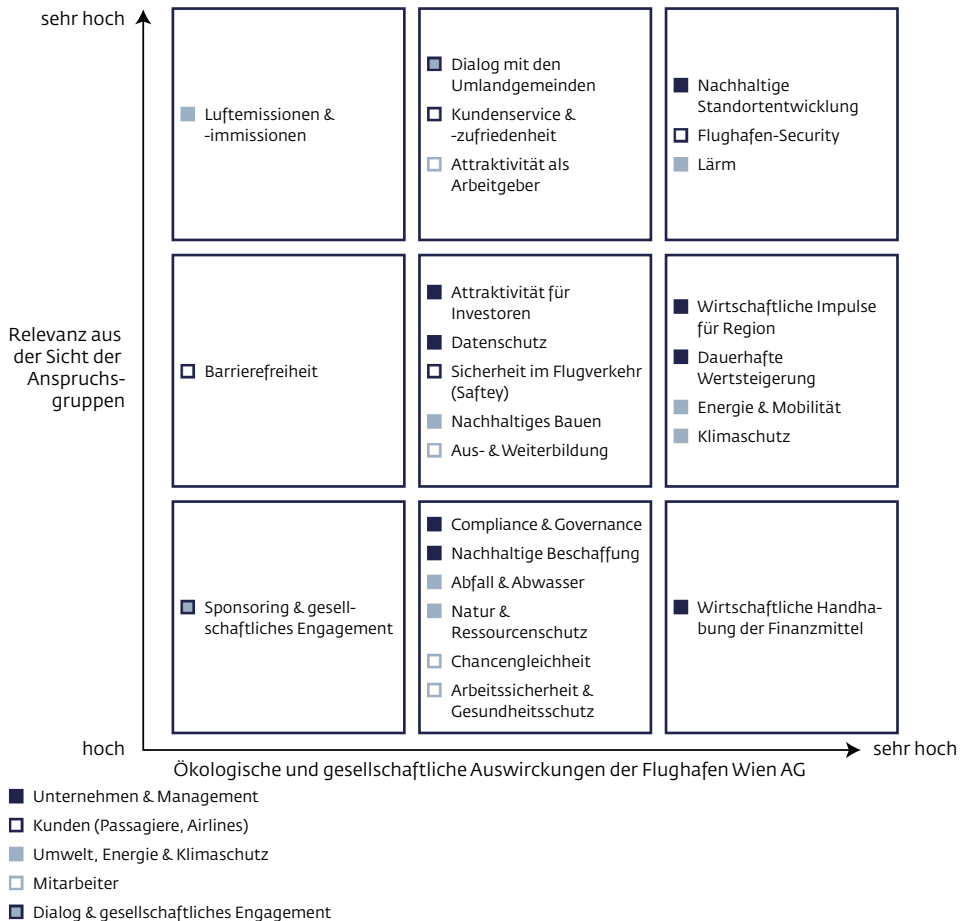 sehr hoch
Luftemissionen &
-immissionen
Dialog mit den
Umlandgemeinden
Kundenservice &
-zufriedenheit
Attraktivität als
Arbeitgeber
Nachhaltige
Standortentwicklung
Flughafen-Security
Lärm
Relevanz aus
der Sicht der
Anspruchs-
gruppen
Barrierefreiheit
Attraktivität für
Investoren
Datenschutz
Sicherheit im Flugverkehr
(Saftey)
Nachhaltiges Bauen
Aus- & Weiterbildung
Wirtschaftliche Impulse
für Region
Dauerhafte
Wertsteigerung
Energie & Mobilität
Klimaschutz
Sponsoring & gesell-
schaftliches Engagement
Compliance & Governance
Nachhaltige Beschaffung
Abfall & Abwasser
Natur &
Ressourcenschutz
Chancengleichheit
Arbeitssicherheit &
Gesundheitsschutz
Wirtschaftliche Handha-
bung der Finanzmittel
hoch
sehr hoch
Ökologische und gesellschaftliche Auswirckungen der Flughafen Wien AG
Unternehmen & Management
Kunden (Passagiere, Airlines)
Umwelt, Energie & Klimaschutz
Mitarbeiter
Dialog & gesellschaftliches Engagement